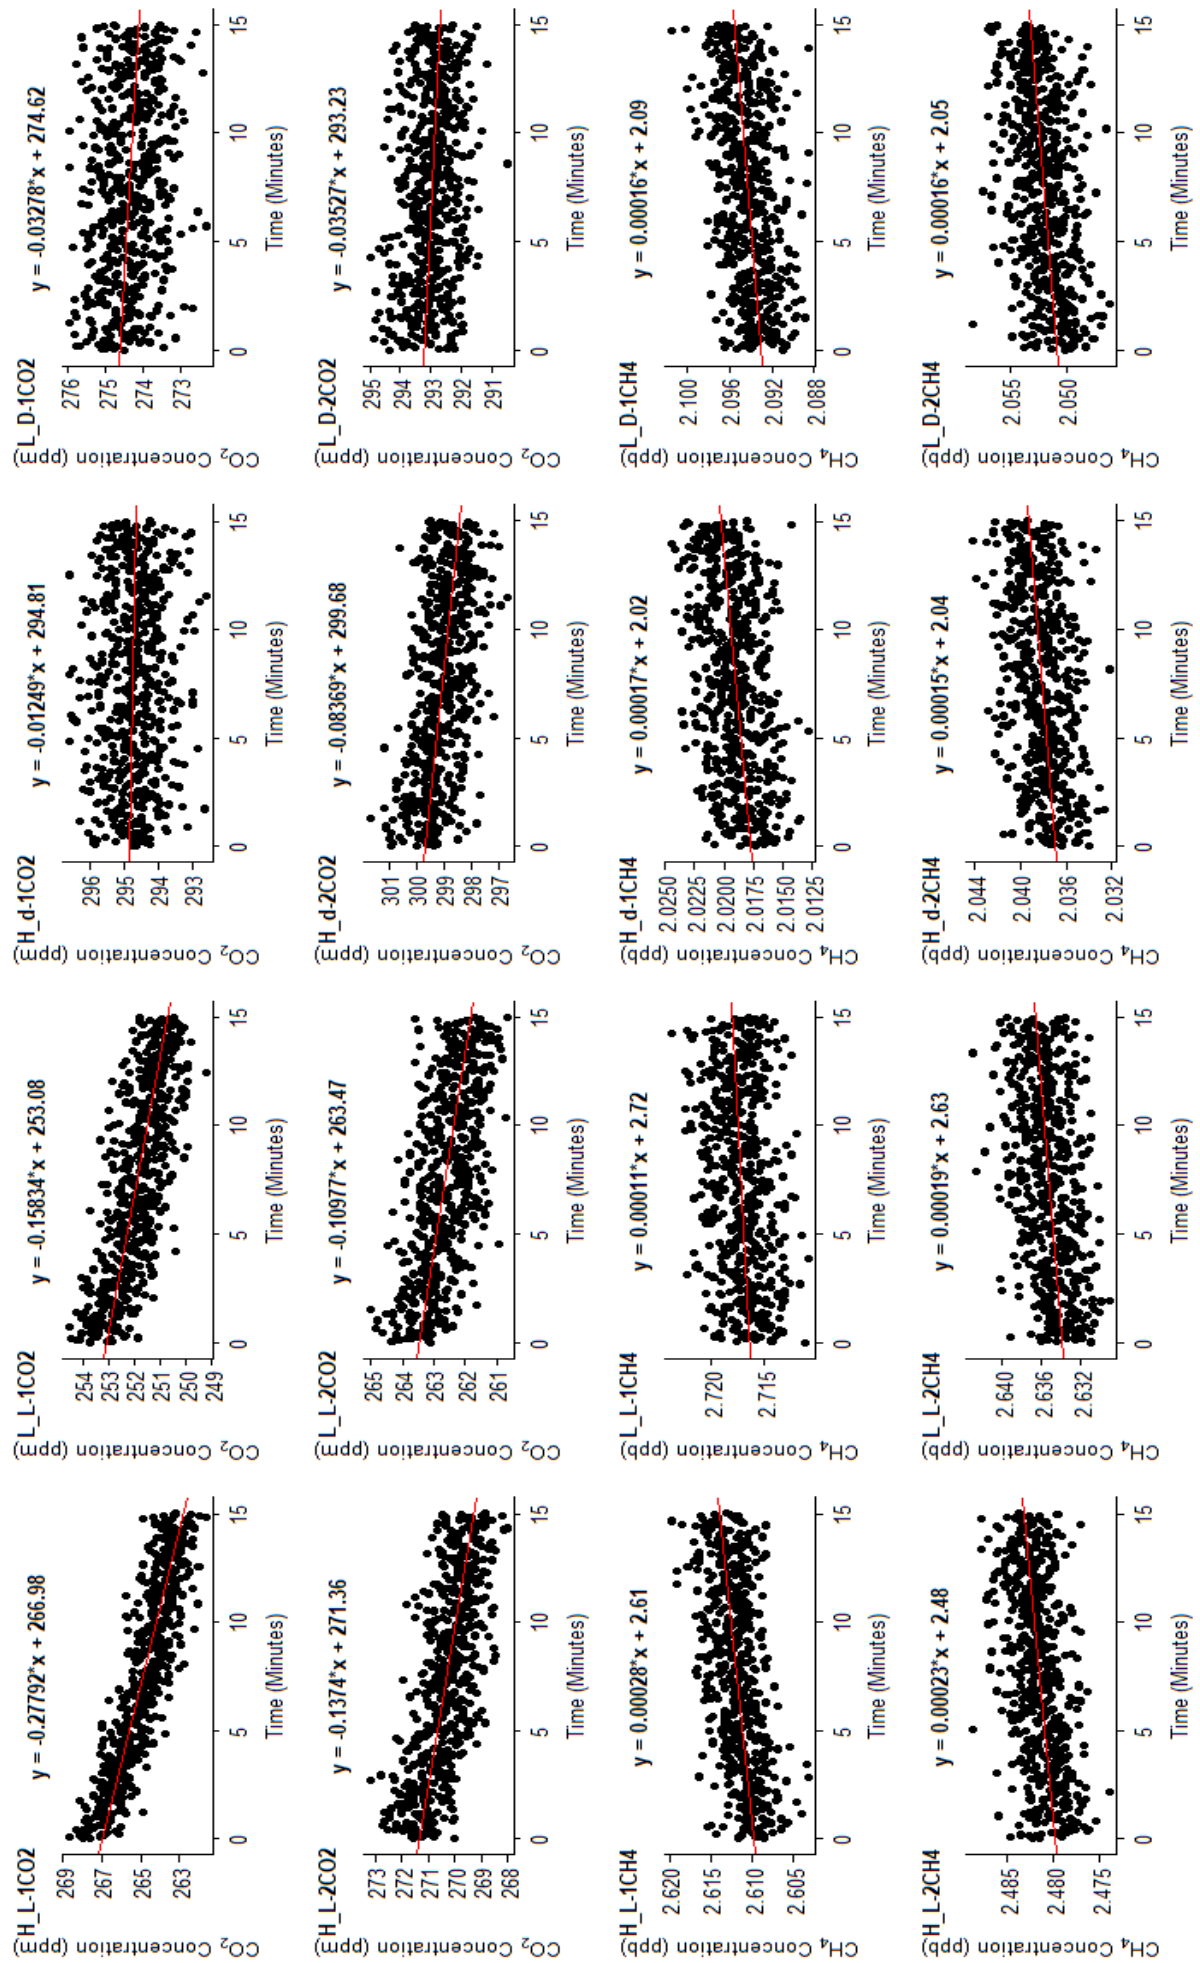 H_L-1CO2
y = -0.27792*x + 266.98
CO₂ Concentration (ppm)
269
267
265
263
0 5 10 15
Time (Minutes)
L_L-1CO2
y = -0.15834*x + 253.08
CO₂ Concentration (ppm)
254
253
252
251
250
249
0 5 10 15
Time (Minutes)
H_d-1CO2
y = -0.01249*x + 294.81
CO₂ Concentration (ppm)
296
295
294
293
0 5 10 15
Time (Minutes)
L_D-1CO2
y = -0.03278*x + 274.62
CO₂ Concentration (ppm)
276
275
274
273
0 5 10 15
Time (Minutes)
H_L-2CO2
y = -0.1374*x + 271.36
CO₂ Concentration (ppm)
273
272
271
270
269
268
0 5 10 15
Time (Minutes)
L_L-2CO2
y = -0.10977*x + 263.47
CO₂ Concentration (ppm)
265
264
263
262
261
0 5 10 15
Time (Minutes)
H_d-2CO2
y = -0.08369*x + 299.68
CO₂ Concentration (ppm)
301
300
299
298
297
0 5 10 15
Time (Minutes)
L_D-2CO2
y = -0.03527*x + 293.23
CO₂ Concentration (ppm)
295
294
293
292
291
0 5 10 15
Time (Minutes)
H_L-1CH4
y = 0.00028*x + 2.61
CH₄ Concentration (ppb)
2.620
2.615
2.610
2.605
0 5 10 15
Time (Minutes)
L_L-1CH4
y = 0.00011*x + 2.72
CH₄ Concentration (ppb)
2.720
2.715
0 5 10 15
Time (Minutes)
H_d-1CH4
y = 0.00017*x + 2.02
CH₄ Concentration (ppb)
2.0250
2.0225
2.0200
2.0175
2.0150
2.0125
0 5 10 15
Time (Minutes)
L_D-1CH4
y = 0.00016*x + 2.09
CH₄ Concentration (ppb)
2.100
2.096
2.092
2.088
0 5 10 15
Time (Minutes)
H_L-2CH4
y = 0.00023*x + 2.48
CH₄ Concentration (ppb)
2.485
2.480
2.475
0 5 10 15
Time (Minutes)
L_L-2CH4
y = 0.00019*x + 2.63
CH₄ Concentration (ppb)
2.640
2.636
2.632
0 5 10 15
Time (Minutes)
H_d-2CH4
y = 0.00015*x + 2.04
CH₄ Concentration (ppb)
2.044
2.040
2.036
2.032
0 5 10 15
Time (Minutes)
L_D-2CH4
y = 0.00016*x + 2.05
CH₄ Concentration (ppb)
2.055
2.050
0 5 10 15
Time (Minutes)